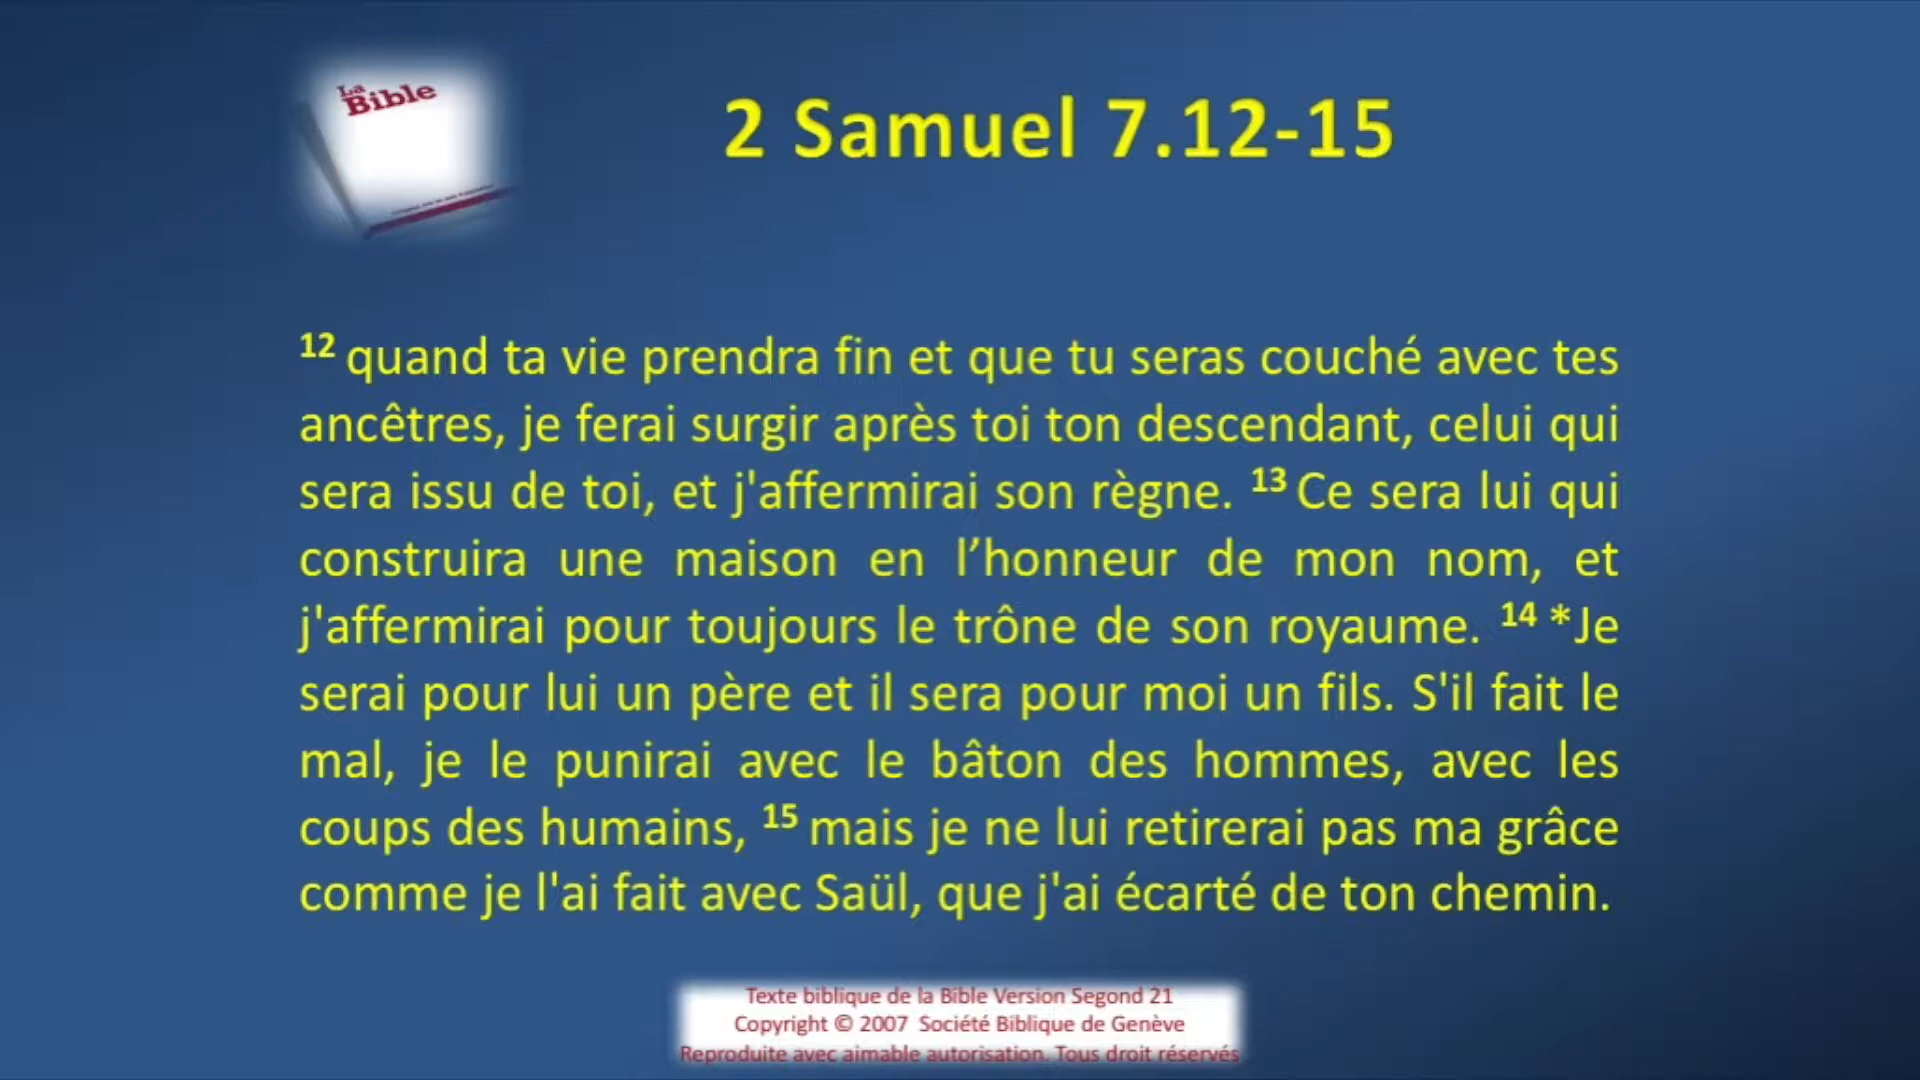 La
Bible
2 Samuel 7.12-15
12 quand ta vie prendra fin et que tu seras couché avec tes
ancêtres, je ferai surgir après toi ton descendant, celui qui
sera issu de toi, et j'affermirai son règne. 13 Ce sera lui qui
construira une maison en l’honneur de mon nom, et
j'affermirai pour toujours le trône de son royaume. 14 *Je
serai pour lui un père et il sera pour moi un fils. S'il fait le
mal, je le punirai avec le bâton des hommes, avec les
coups des humains, 15 mais je ne lui retirerai pas ma grâce
comme je l'ai fait avec Saül, que j'ai écarté de ton chemin.
Texte biblique de la Bible Version Segond 21
Copyright © 2007 Société Biblique de Genève
Reproduite avec aimable autorisation. Tous droit réservés